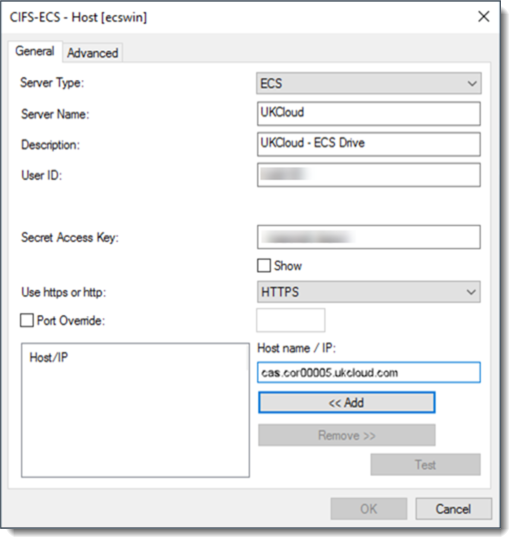 CIFS-ECS - Host [ecswin]
General Advanced
Server Type: ECS
Server Name: UKCloud
Description: UKCloud - ECS Drive
User ID:
Secret Access Key:
Show
Use https or http: HTTPS
Port Override:
Host name / IP:
Host/IP
cas.cor00005.ukcloud.com
<< Add
Remove >>
Test
OK Cancel